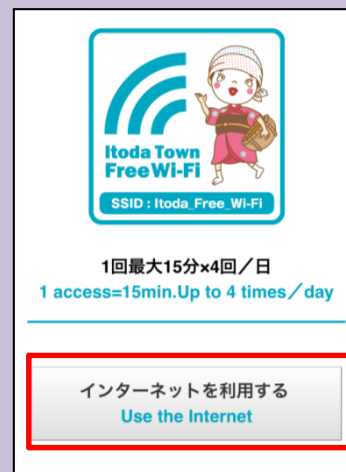 Itoda Town
Free Wi-Fi
SSID : Itoda_Free_Wi-Fi
1回最大15分×4回／日
1 access=15min.Up to 4 times／day
インターネットを利用する
Use the Internet